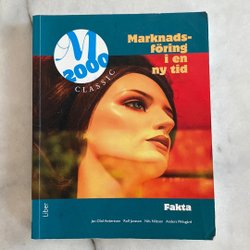 M
2000
CLASSIC
Marknads-
föring
i en
ny tid
Fakta
Liber